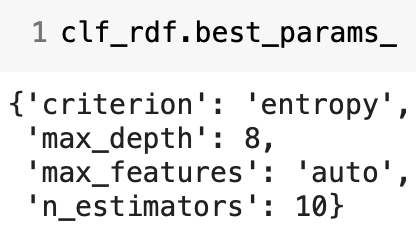 1 clf_rdf.best_params_
{'criterion': 'entropy',
 'max_depth': 8,
 'max_features': 'auto',
 'n_estimators': 10}